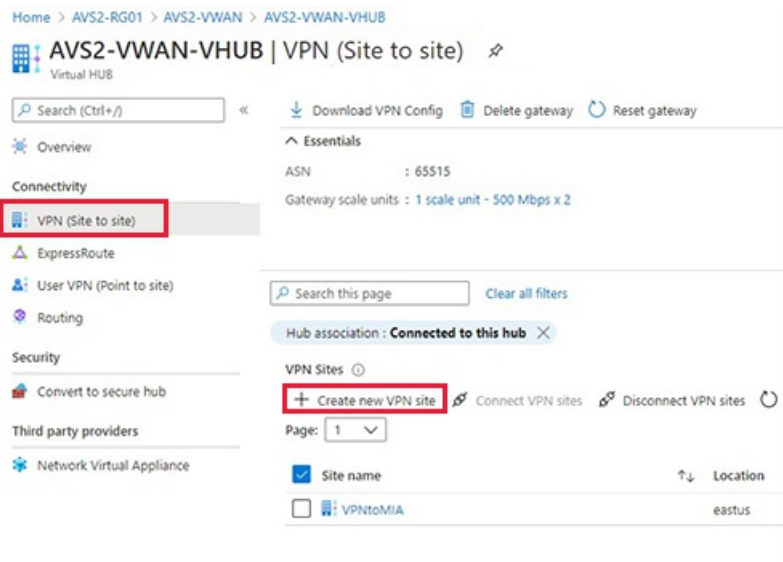 Home > AVS2-RG01 > AVS2-VWAN > AVS2-VWAN-VHUB
AVS2-VWAN-VHUB | VPN (Site to site)
Virtual HUB
Search (Ctrl+/)
«
Overview
Connectivity
VPN (Site to site)
ExpressRoute
User VPN (Point to site)
Routing
Security
Convert to secure hub
Third party providers
Network Virtual Appliance
Download VPN Config Delete gateway Reset gateway
Essentials
ASN : 65515
Gateway scale units : 1 scale unit - 500 Mbps x 2
Search this page Clear all filters
Hub association : Connected to this hub
VPN Sites
+ Create new VPN site Connect VPN sites Disconnect VPN sites
Page: 1
Site name ↑↓ Location
VPNtoMIA eastus